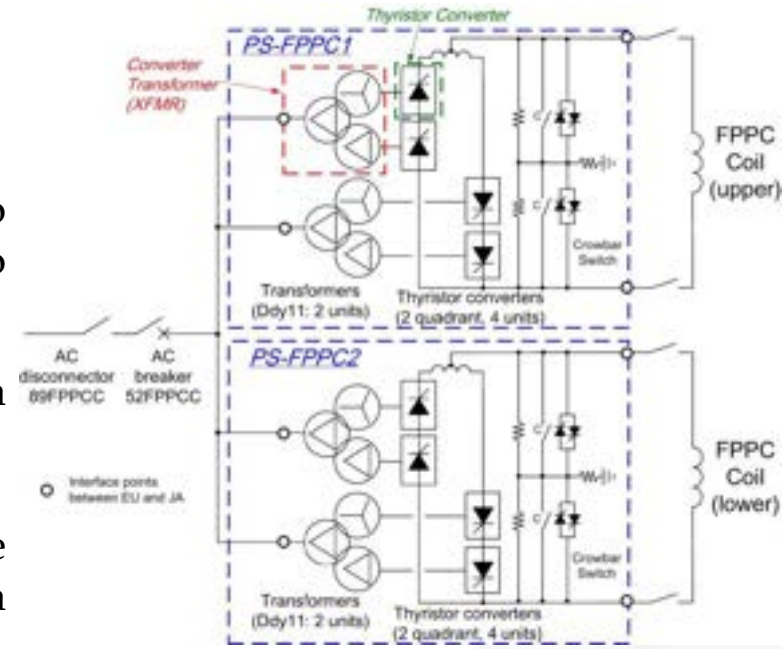 Thyristor Converter
PS-FPPC1
Converter
Transformer
(XFMR)
FPPC
Coil
(upper)
Crowbar
Switch
Transformers
(Ddy11: 2 units)
Thyristor converters
(2 quadrant, 4 units)
PS-FPPC2
AC
disconnector
89FPPCC
AC
breaker
52FPPCC
Interface points
between EU and JA
FPPC
Coil
(lower)
Crowbar
Switch
Transformers
(Ddy11: 2 units)
Thyristor converters
(2 quadrant, 4 units)